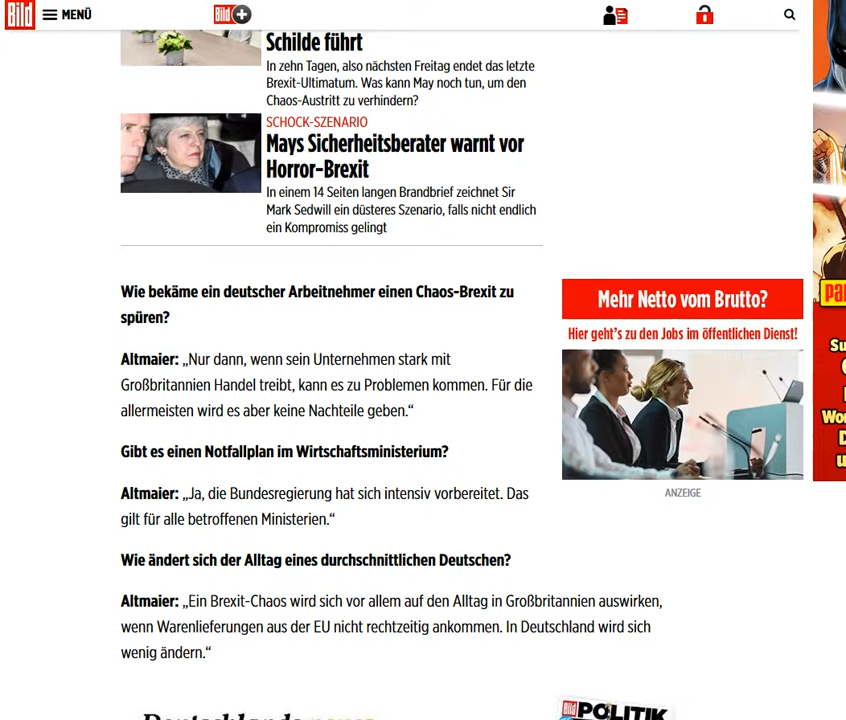 Bild
MENÜ
Bild
Schilde führt
In zehn Tagen, also nächsten Freitag endet das letzte
Brexit-Ultimatum. Was kann May noch tun, um den
Chaos-Austritt zu verhindern?
SCHOCK-SZENARIO
Mays Sicherheitsberater warnt vor
Horror-Brexit
In einem 14 Seiten langen Brandbrief zeichnet Sir
Mark Sedwill ein düsteres Szenario, falls nicht endlich
ein Kompromiss gelingt
Wie bekäme ein deutscher Arbeitnehmer einen Chaos-Brexit zu
spüren?
Altmaier: „Nur dann, wenn sein Unternehmen stark mit
Großbritannien Handel treibt, kann es zu Problemen kommen. Für die
allermeisten wird es aber keine Nachteile geben.“
Gibt es einen Notfallplan im Wirtschaftsministerium?
Altmaier: „Ja, die Bundesregierung hat sich intensiv vorbereitet. Das
gilt für alle betroffenen Ministerien.“
Wie ändert sich der Alltag eines durchschnittlichen Deutschen?
Altmaier: „Ein Brexit-Chaos wird sich vor allem auf den Alltag in Großbritannien auswirken,
wenn Warenlieferungen aus der EU nicht rechtzeitig ankommen. In Deutschland wird sich
wenig ändern.“
Mehr Netto vom Brutto?
Hier geht's zu den Jobs im öffentlichen Dienst!
ANZEIGE
Bild POLITIK